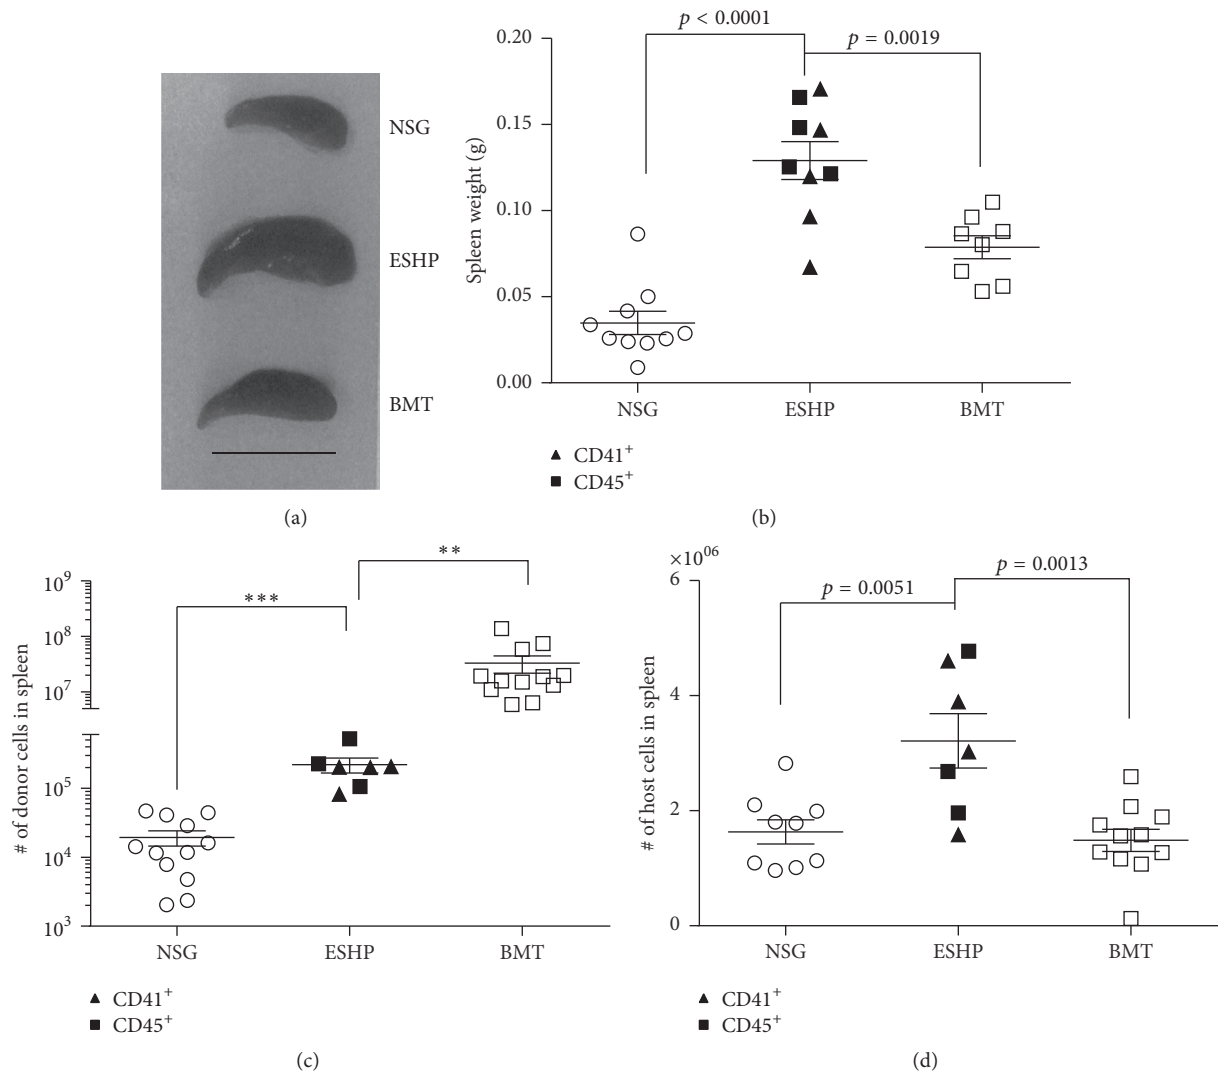 NSG
ESHP
BMT
(a)
p < 0.0001
p = 0.0019
Spleen weight (g)
0.20
0.15
0.10
0.05
0.00
NSG ESHP BMT
▲ CD41⁺
■ CD45⁺
(b)
**
***
# of donor cells in spleen
10⁹
10⁸
10⁷
10⁵
10⁴
10³
NSG ESHP BMT
▲ CD41⁺
■ CD45⁺
(c)
×10⁰⁶
p = 0.0013
p = 0.0051
# of host cells in spleen
6
4
2
0
NSG ESHP BMT
▲ CD41⁺
■ CD45⁺
(d)